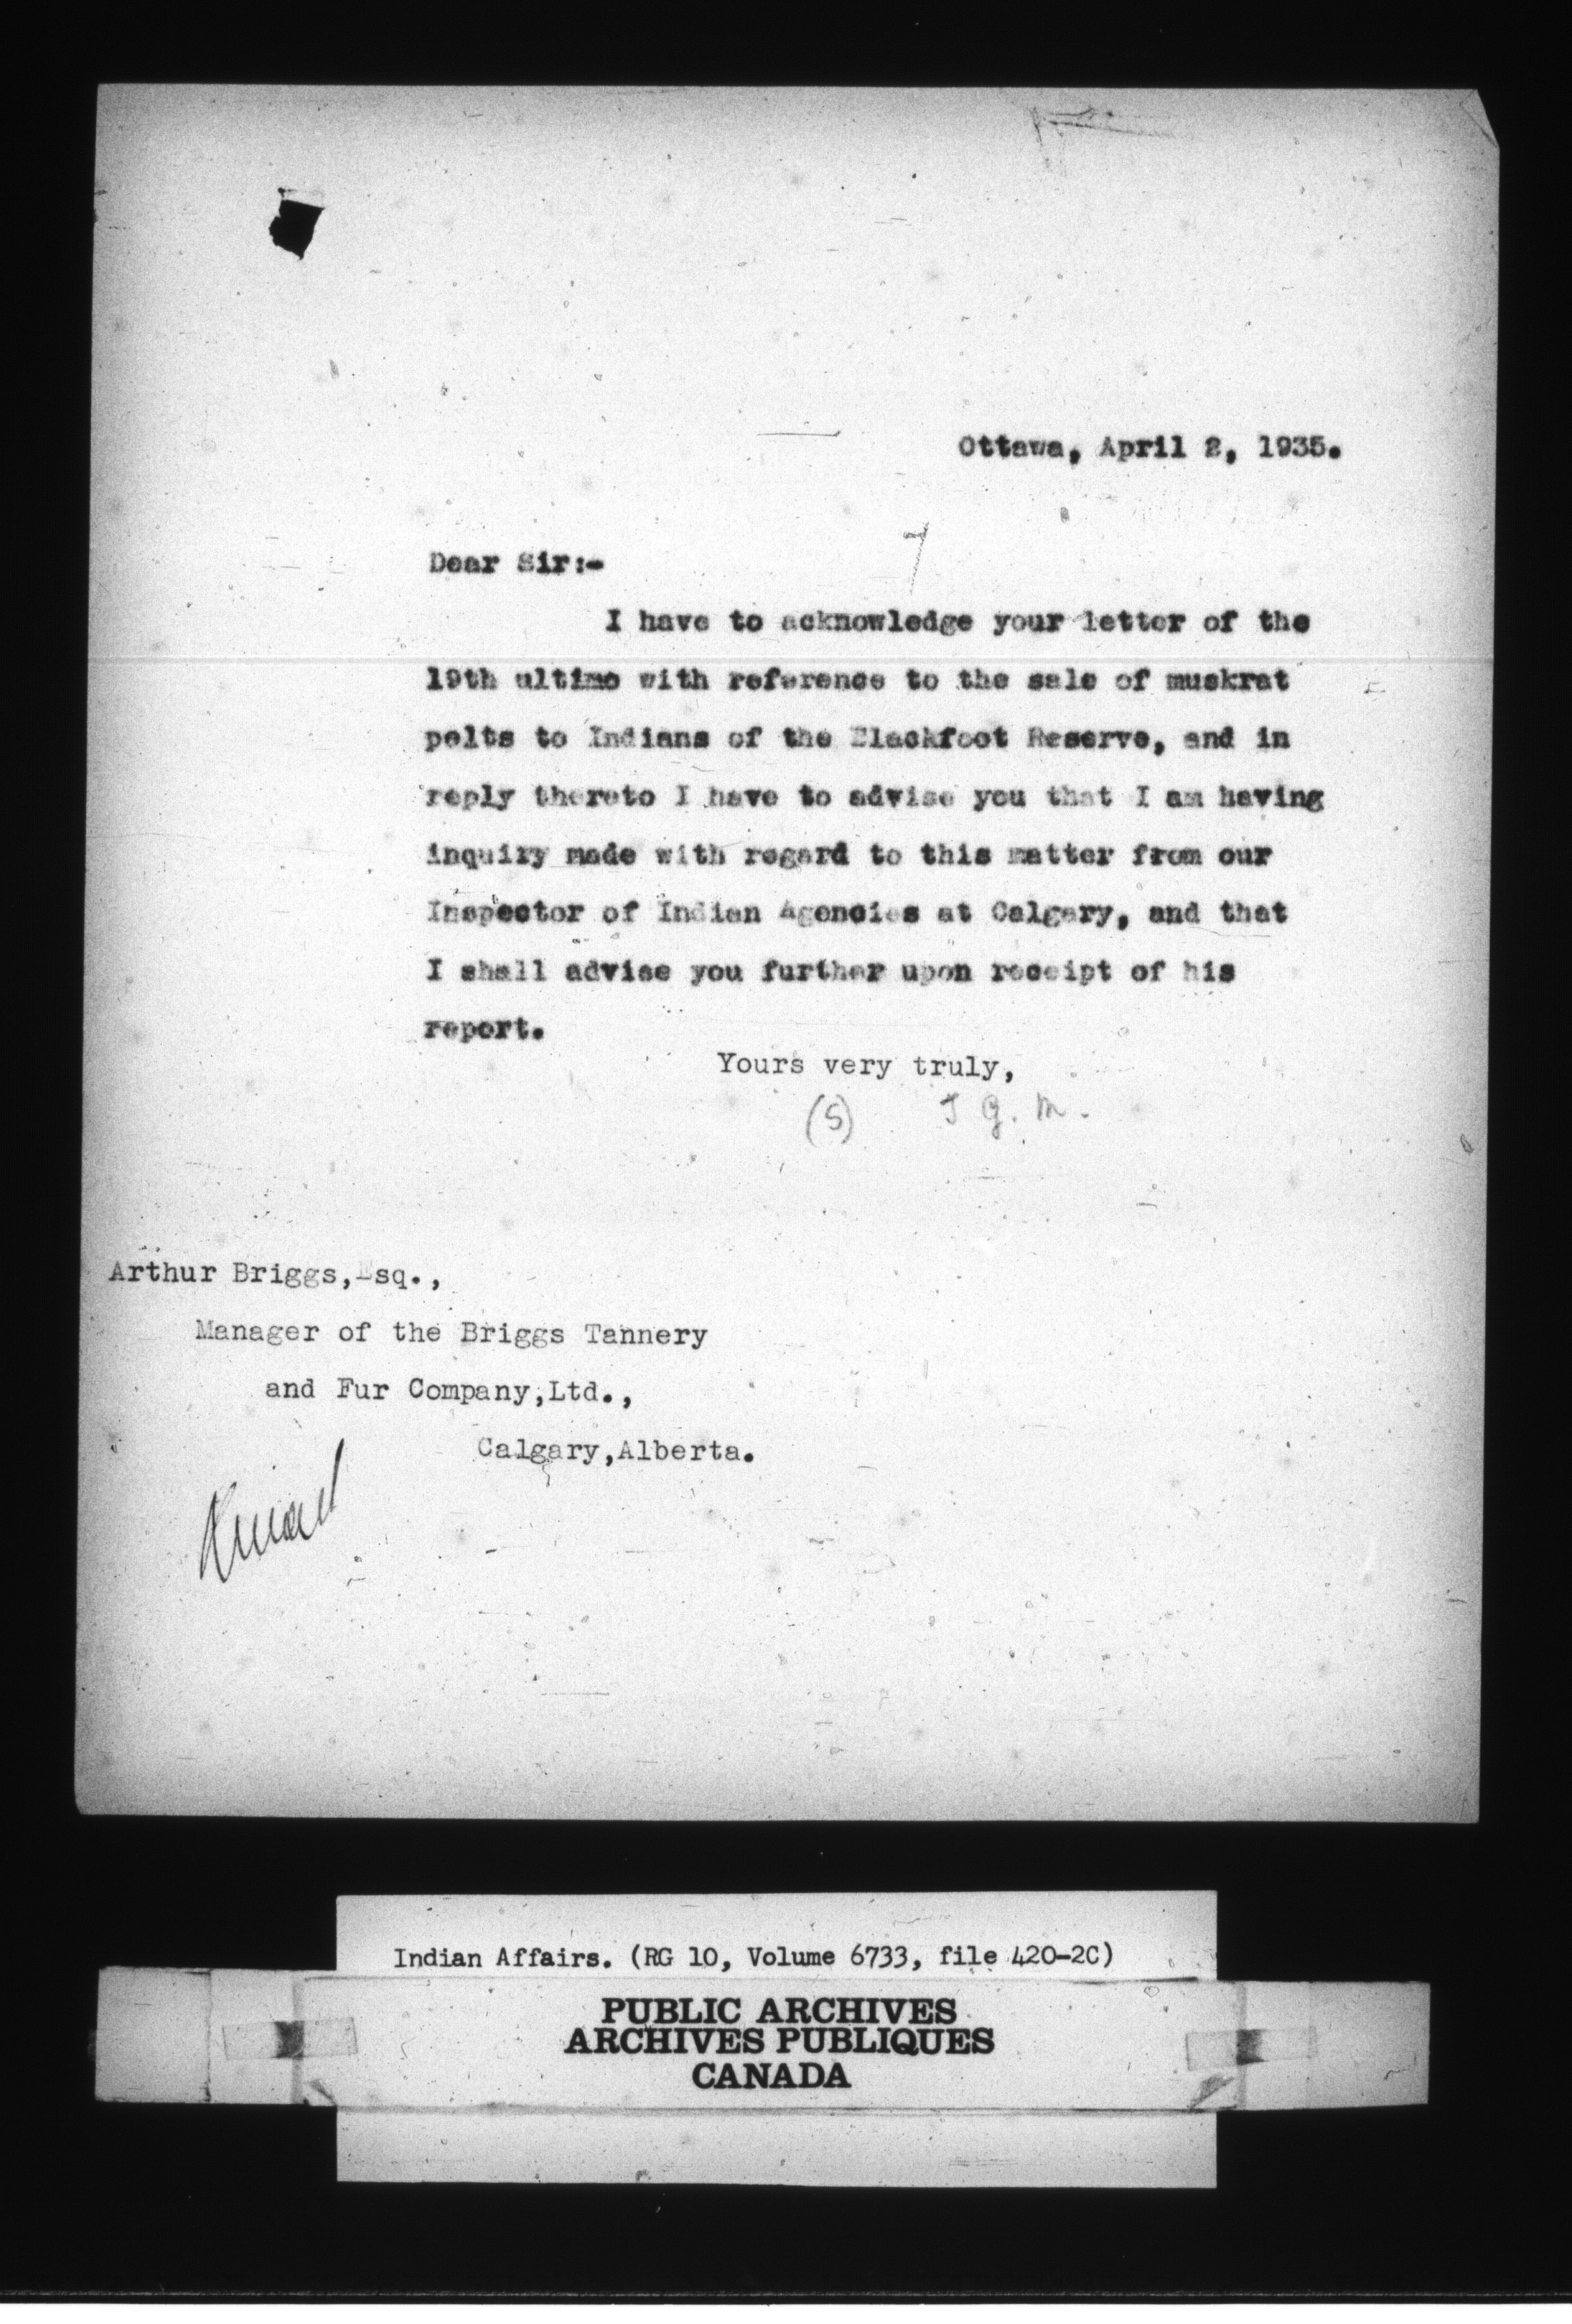 Ottawa, April 2, 1935.
Dear Sir:-
I have to acknowledge your letter of the
19th ultimo with reference to the sale of muskrat
pelts to Indians of the Blackfoot Reserve, and in
reply thereto I have to advise you that I am having
inquiry made with regard to this matter from our
Inspector of Indian Agencies at Calgary, and that
I shall advise you further upon receipt of his
report.
Yours very truly,
(S) T G. M.
Arthur Briggs,Esq.,
Manager of the Briggs Tannery
and Fur Company,Ltd.,
Calgary,Alberta.
Indian Affairs. (RG 10, Volume 6733, file 420-2C)
PUBLIC ARCHIVES
ARCHIVES PUBLIQUES
CANADA